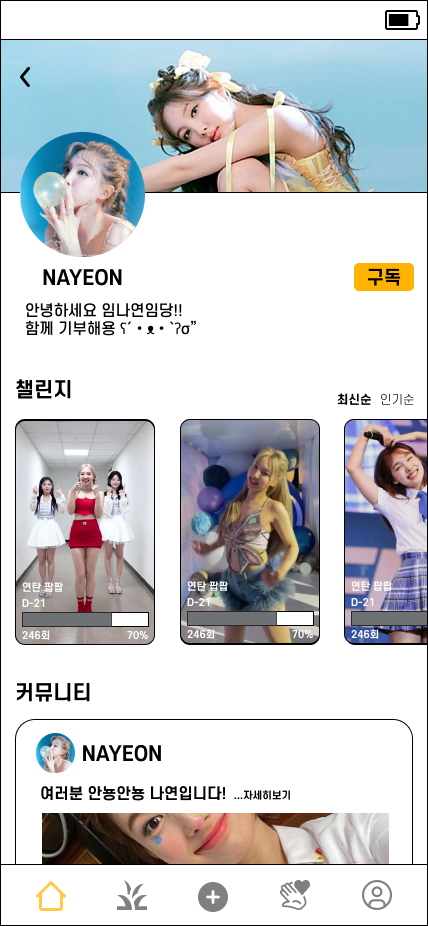 NAYEON
구독
안녕하세요 임나연임당!!
함께 기부해용 ʕ´•ᴥ•`ʔσ”
챌린지
최신순 인기순
연탄 팝팝
D-21
246회 70%
연탄 팝팝
D-21
246회 70%
연탄 팝팝
D-21
246회
커뮤니티
NAYEON
여러분 안뇽안뇽 나연입니다! ...자세히보기